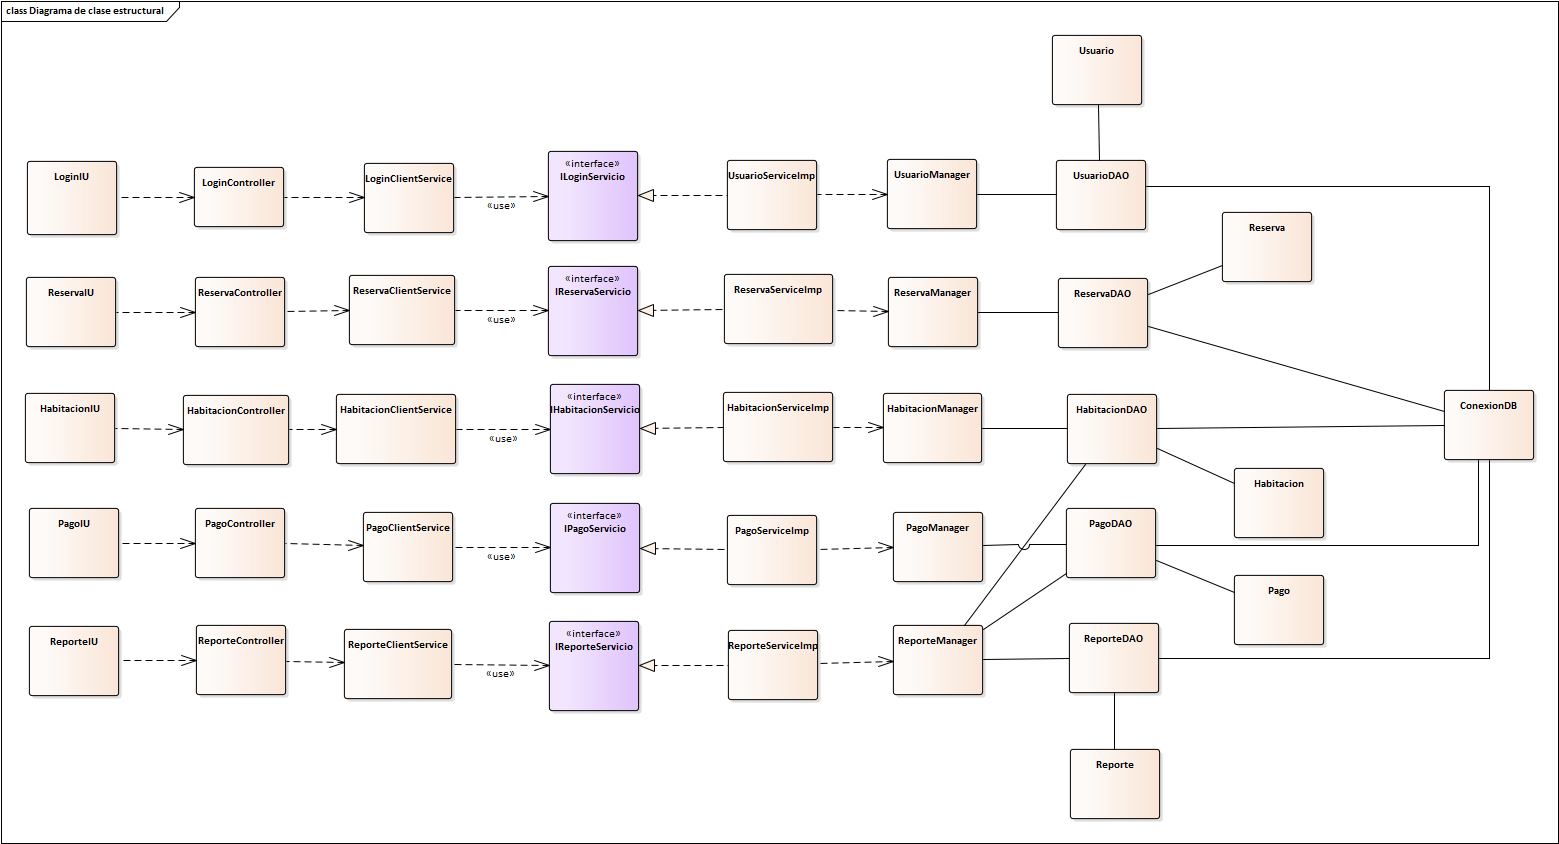 class Diagrama de clase estructural
Usuario
LoginIU
LoginController
LoginClientService
«use»
«interface»
ILoginServicio
UsuarioServiceImp
UsuarioManager
UsuarioDAO
Reserva
ReservaIU
ReservaController
ReservaClientService
«use»
«interface»
IReservaServicio
ReservaServiceImp
ReservaManager
ReservaDAO
HabitacionIU
HabitacionController
HabitacionClientService
«use»
«interface»
IHabitacionServicio
HabitacionServiceImp
HabitacionManager
HabitacionDAO
ConexionDB
Habitacion
PagoIU
PagoController
PagoClientService
«use»
«interface»
IPagoServicio
PagoServiceImp
PagoManager
PagoDAO
Pago
ReporteIU
ReporteController
ReporteClientService
«use»
«interface»
IReporteServicio
ReporteServiceImp
ReporteManager
ReporteDAO
Reporte